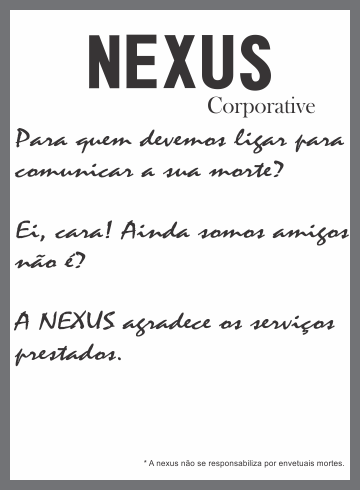 NEXUS
Corporative
Para quem devemos ligar para
comunicar a sua morte?
Ei, cara! Ainda somos amigos
não é?
A NEXUS agradece os serviços
prestados.
* A nexus não se responsabiliza por envetuais mortes.